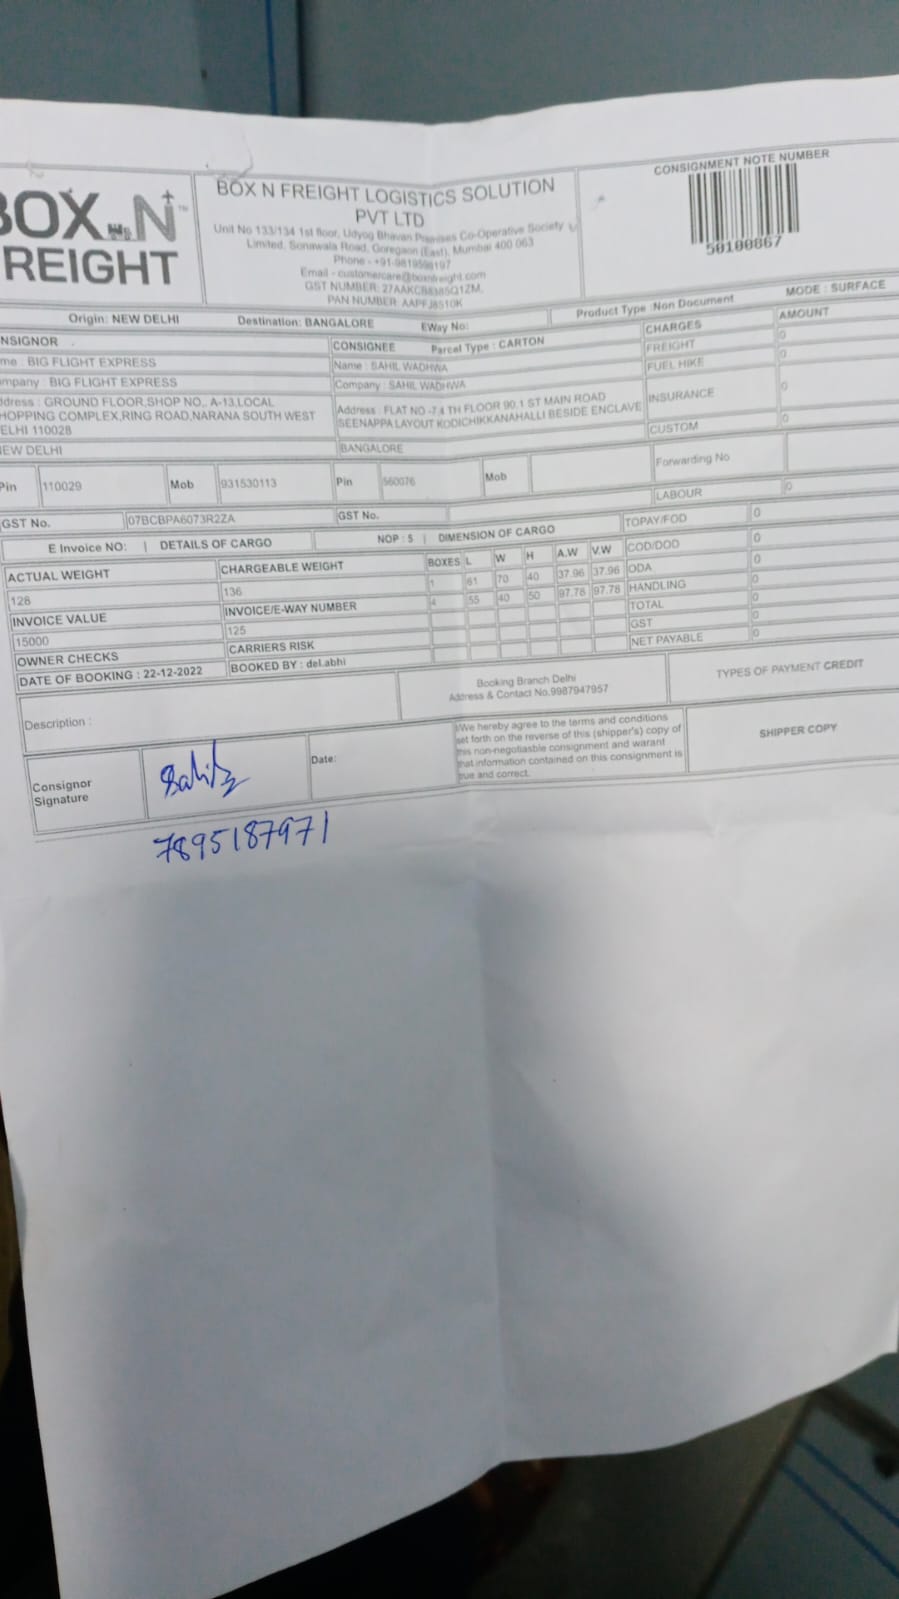 BOX N FREIGHT
BOX N FREIGHT LOGISTICS SOLUTION
PVT LTD
Unit No 133/134 1st floor, Udyog Bhavan Premises Co-Operative Society
Limited, Sonawala Road, Goregaon (East), Mumbai 400 063
Phone - +91-9819598197
Email - customercare@boxnfreight.com
GST NUMBER: 27AAKCB8385Q1ZM,
PAN NUMBER: AAPFJ8510K
CONSIGNMENT NOTE NUMBER
50100867
Origin: NEW DELHI Destination: BANGALORE EWay No: Product Type :Non Document MODE : SURFACE
NSIGNOR
me : BIG FLIGHT EXPRESS
mpany : BIG FLIGHT EXPRESS
ddress : GROUND FLOOR,SHOP NO,. A-13,LOCAL
HOPPING COMPLEX,RING ROAD,NARANA SOUTH WEST
ELHI 110028
EW DELHI
CONSIGNEE Parcel Type : CARTON
Name : SAHIL WADHWA
Company : SAHIL WADHWA
Address : FLAT NO -7,4 TH FLOOR 90,1 ST MAIN ROAD
SEENAPPA LAYOUT KODICHIKKANAHALLI BESIDE ENCLAVE
BANGALORE
CHARGES AMOUNT
FREIGHT 0
FUEL HIKE 0
INSURANCE 0
CUSTOM 0
Pin 110029 Mob 931530113 Pin 560076 Mob
Forwarding No
LABOUR 0
GST No. 07BCBPA6073R2ZA GST No.
TOPAY/FOD 0
E Invoice NO: | DETAILS OF CARGO NOP : 5 | DIMENSION OF CARGO
COD/DOD 0
ACTUAL WEIGHT CHARGEABLE WEIGHT BOXES L W H A.W V.W
128 136 1 61 70 40 37.96 37.96 ODA 0
INVOICE VALUE INVOICE/E-WAY NUMBER 4 55 40 50 97.78 97.78 HANDLING 0
15000 125 TOTAL 0
OWNER CHECKS CARRIERS RISK GST 0
DATE OF BOOKING : 22-12-2022 BOOKED BY : del.abhi NET PAYABLE 0
Description :
Booking Branch Delhi
Address & Contact No.9987947957
TYPES OF PAYMENT CREDIT
Consignor
Signature
Sahil
Date:
I/We hereby agree to the terms and conditions
set forth on the reverse of this (shipper's) copy of
this non-negotiasble consignment and warant
that information contained on this consignment is
true and correct.
SHIPPER COPY
7895187971